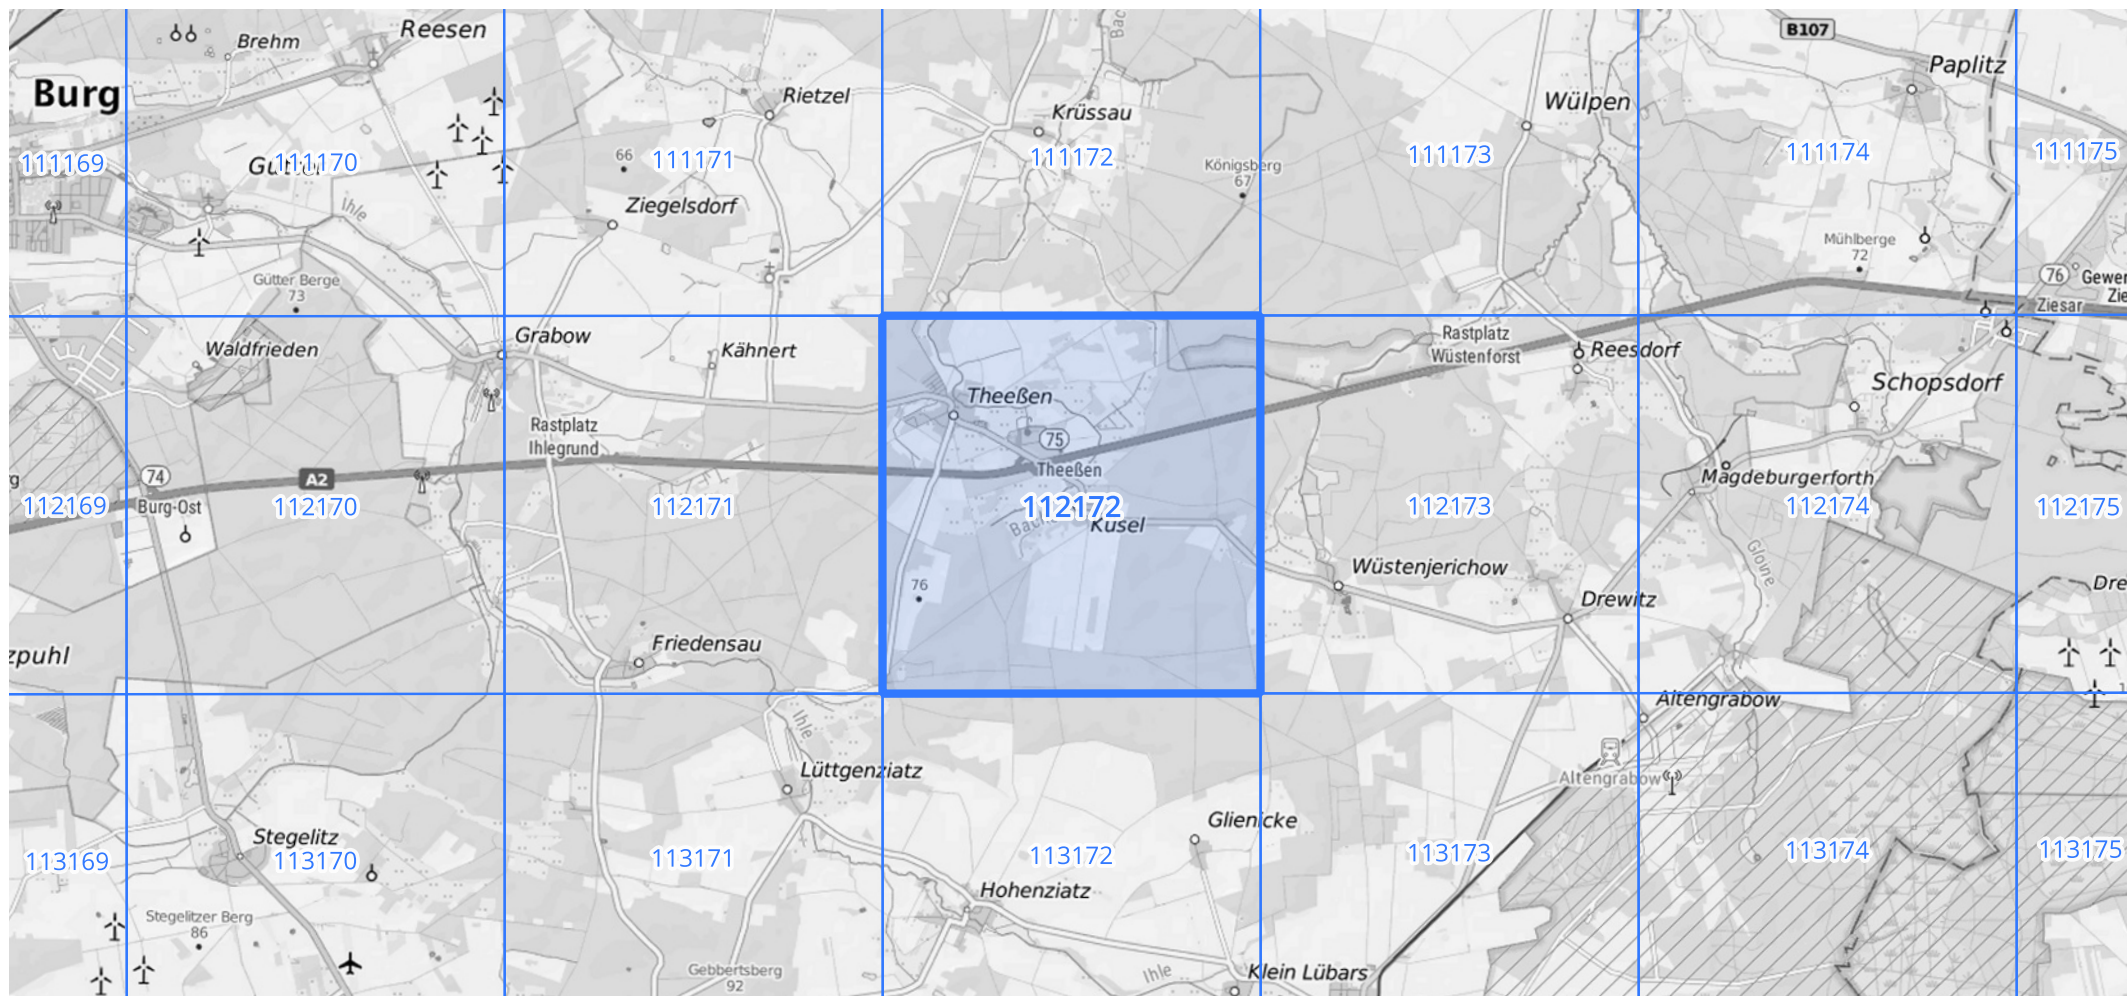 B107
Reesen
Brehm
Paplitz
Burg
Rietzel
Wülpen
Krüssau
111169
111170
66
111171
111172
Königsberg
67
111173
111174
111175
Ihle
Ziegelsdorf
Mühlberge
72
76
Gütter Berge
73
Ziesar
Grabow
Rastplatz
Wüstenforst
Waldfrieden
Kähnert
Reesdorf
Schopsdorf
Theeßen
Rastplatz
Ihlegrund
75
Theeßen
74
A2
Magdeburgerforth
Burg-Ost
112169
112170
112171
112172
112173
112174
112175
Kusel
Gloine
Wüstenjerichow
76
Drewitz
Friedensau
zpuhl
Altengrabow
Ihle
Lüttgenziatz
Altengrabow
Glienicke
Stegelitz
113169
113170
113171
113172
113173
113174
113175
Hohenziatz
Stegelitzer Berg
86
Gebbertsberg
92
Ihle
Klein Lübars